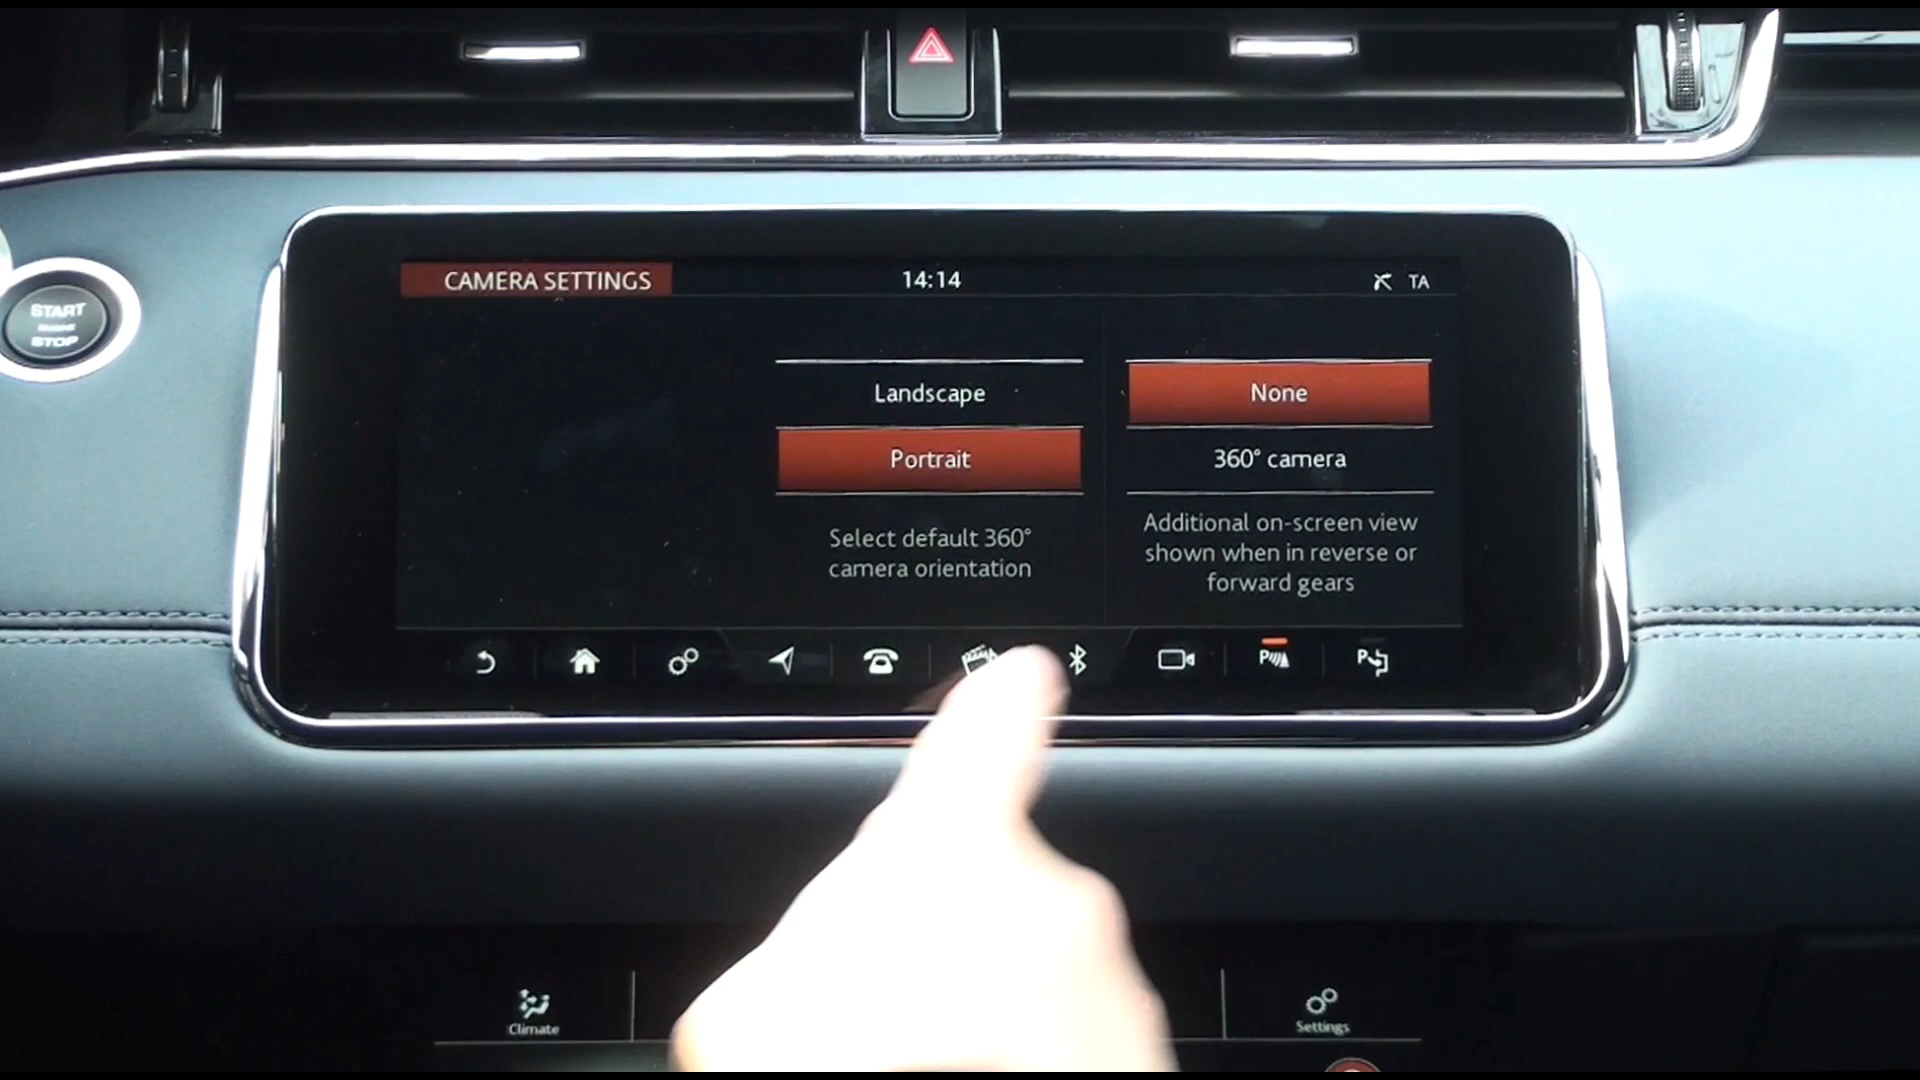 START
ENGINE
STOP
CAMERA SETTINGS
14:14
TA
Landscape
Portrait
Select default 360°
camera orientation
None
360° camera
Additional on-screen view
shown when in reverse or
forward gears
P
P
Climate
Settings